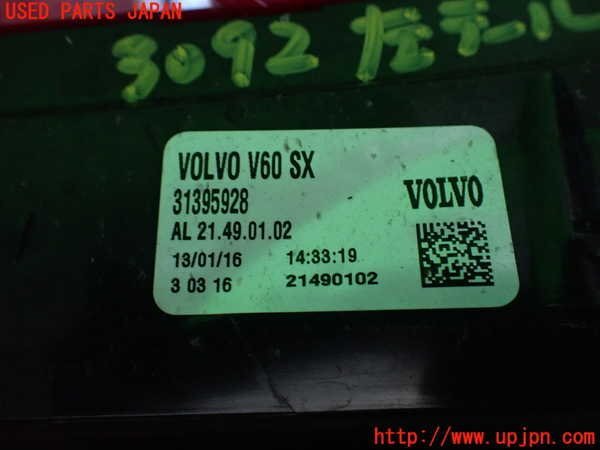 USED PARTS JAPAN
3092 左テール
VOLVO V60 SX
31395928
VOLVO
AL 21.49.01.02
13/01/16 14:33:19
3 03 16 21490102
http://www.upjpn.com/